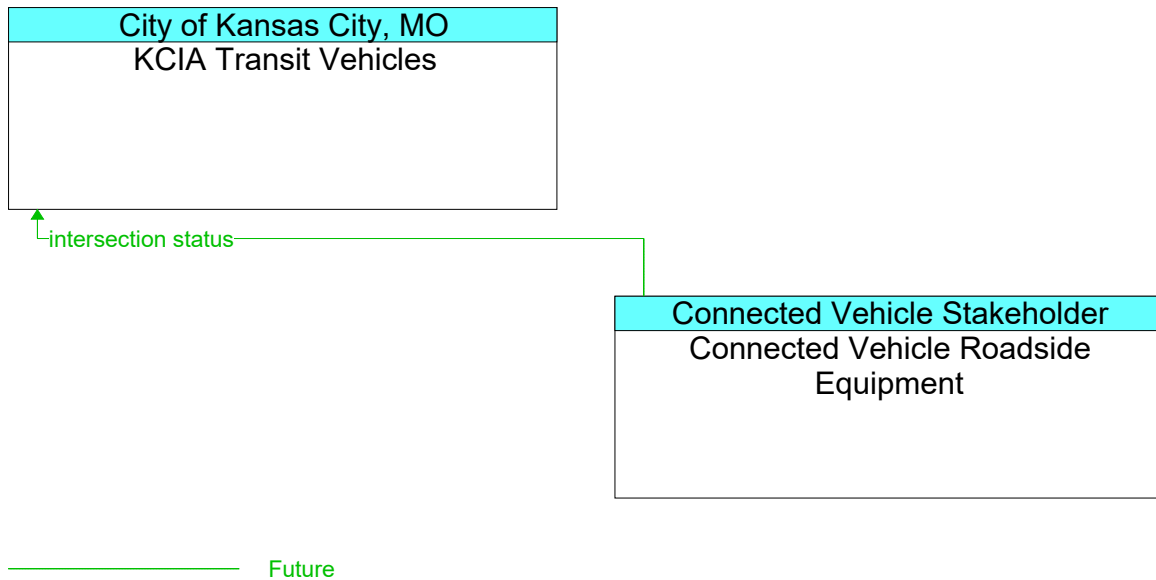 City of Kansas City, MO
KCIA Transit Vehicles
intersection status
Connected Vehicle Stakeholder
Connected Vehicle Roadside
Equipment
Future